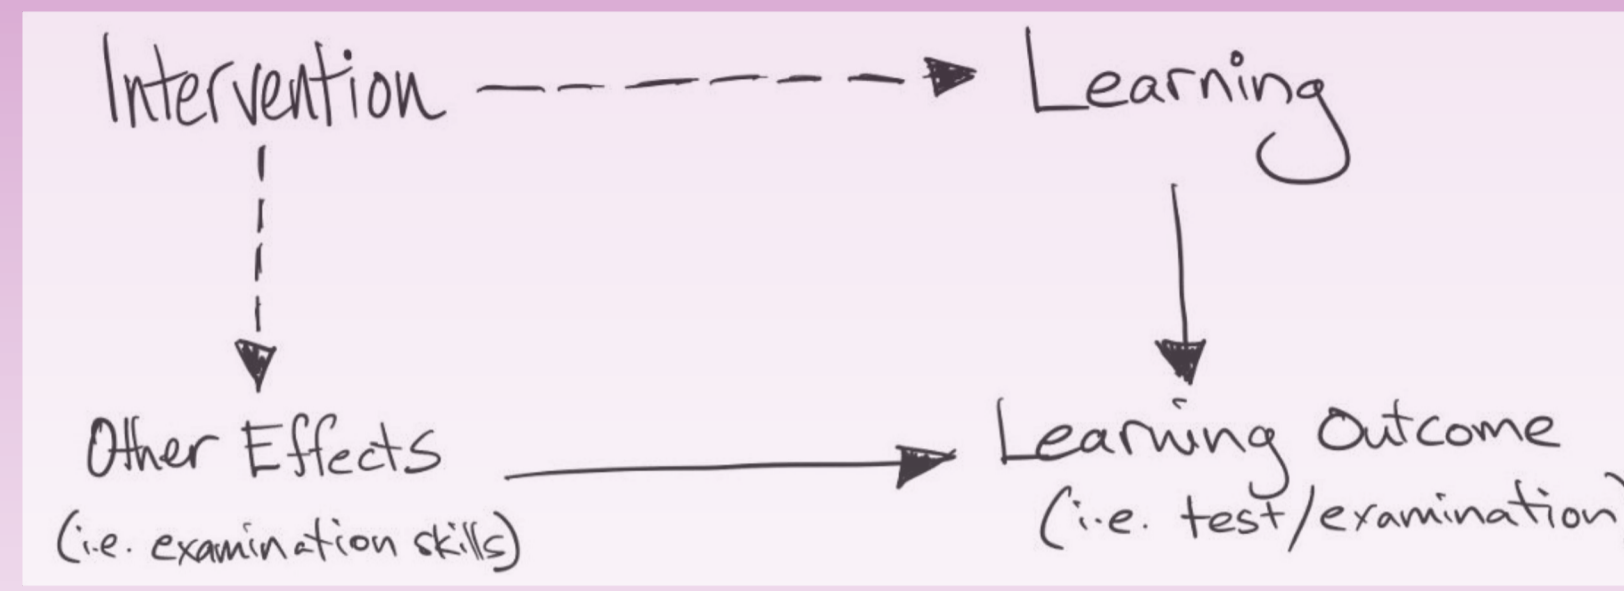 Intervention
Learning
Other Effects
(i.e. examination skills)
Learning Outcome
(i.e. test/examination)